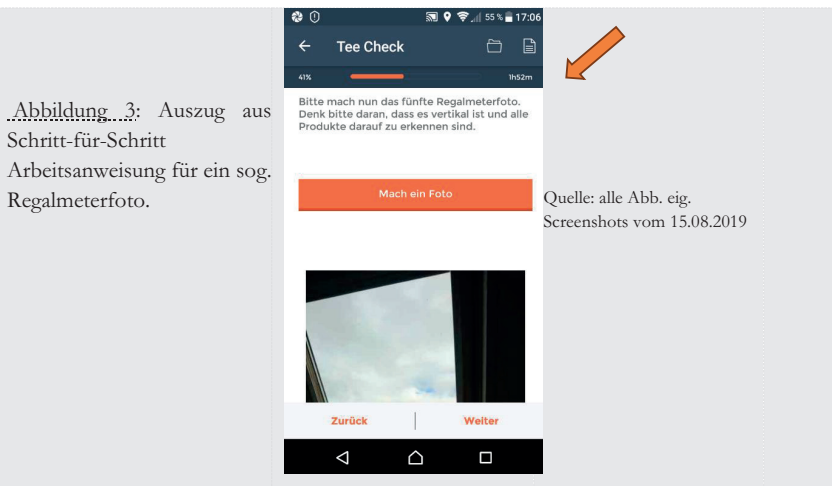 Abbildung 3: Auszug aus
Schritt-für-Schritt
Arbeitsanweisung für ein sog.
Regalmeterfoto.
55 % 17:06
Tee Check
41% 1h52m
Bitte mach nun das fünfte Regalmeterfoto.
Denk bitte daran, dass es vertikal ist und alle
Produkte darauf zu erkennen sind.
Mach ein Foto
Zurück Weiter
Quelle: alle Abb. eig.
Screenshots vom 15.08.2019